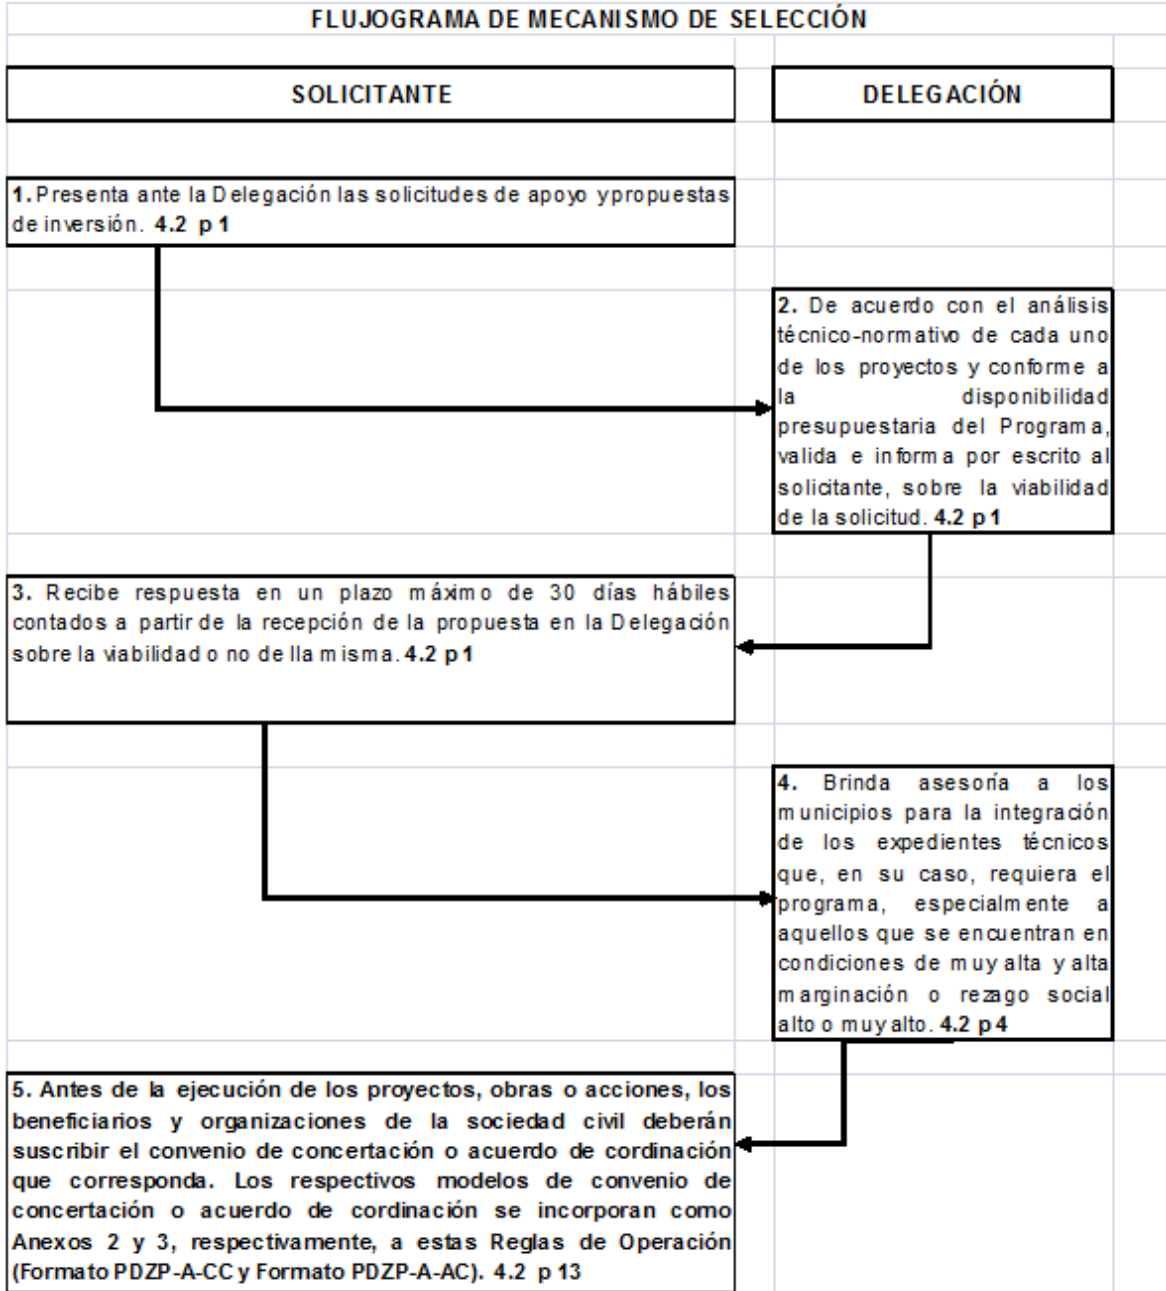 FLUJOGRAMA DE MECANISMO DE SELECCIÓN
SOLICITANTE
DELEGACIÓN
1. Presenta ante la Delegación las solicitudes de apoyo y propuestas
de inversión. 4.2 p 1
2. De acuerdo con el análisis
técnico-normativo de cada uno
de los proyectos y conforme a
la disponibilidad
presupuestaria del Programa,
valida e informa por escrito al
solicitante, sobre la viabilidad
de la solicitud. 4.2 p 1
3. Recibe respuesta en un plazo máximo de 30 días hábiles
contados a partir de la recepción de la propuesta en la Delegación
sobre la viabilidad o no de lla misma. 4.2 p 1
4. Brinda asesoría a los
municipios para la integración
de los expedientes técnicos
que, en su caso, requiera el
programa, especialmente a
aquellos que se encuentran en
condiciones de muy alta y alta
marginación o rezago social
alto o muy alto. 4.2 p 4
5. Antes de la ejecución de los proyectos, obras o acciones, los
beneficiarios y organizaciones de la sociedad civil deberán
suscribir el convenio de concertación o acuerdo de cordinación
que corresponda. Los respectivos modelos de convenio de
concertación o acuerdo de cordinación se incorporan como
Anexos 2 y 3, respectivamente, a estas Reglas de Operación
(Formato PDZP-A-CC y Formato PDZP-A-AC). 4.2 p 13